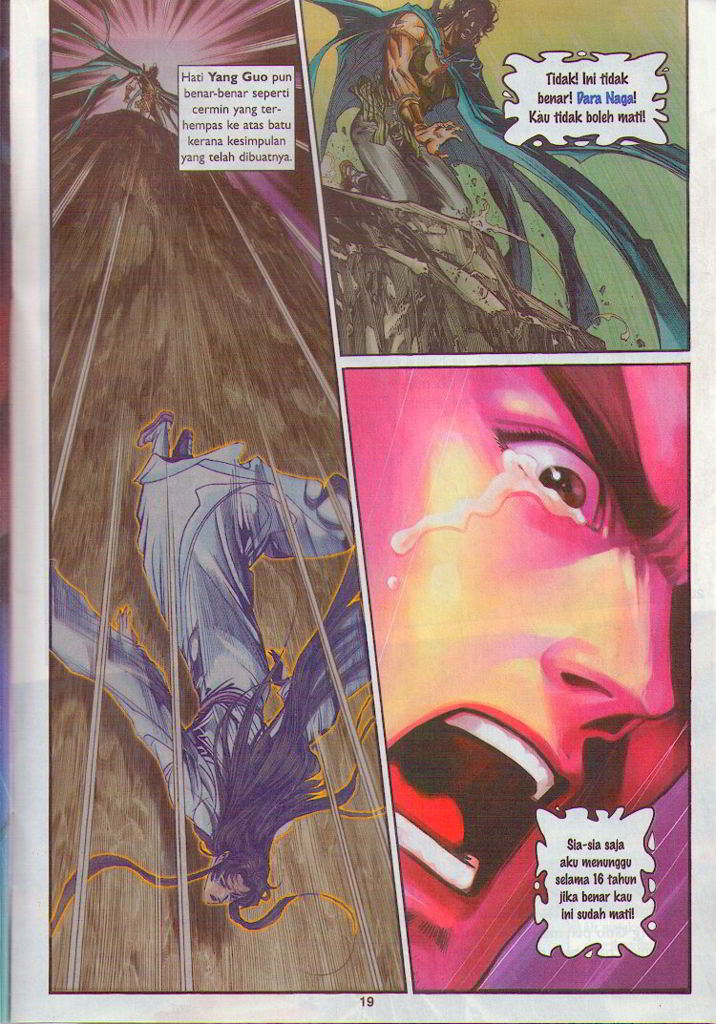 Hati Yang Guo pun
benar-benar seperti
cermin yang ter-
hempas ke atas batu
kerana kesimpulan
yang telah dibuatnya.
Tidak! Ini tidak
benar! Dara Naga!
Kau tidak boleh mati!
Sia-sia saja
aku menunggu
selama 16 tahun
jika benar kau
ini sudah mati!
19